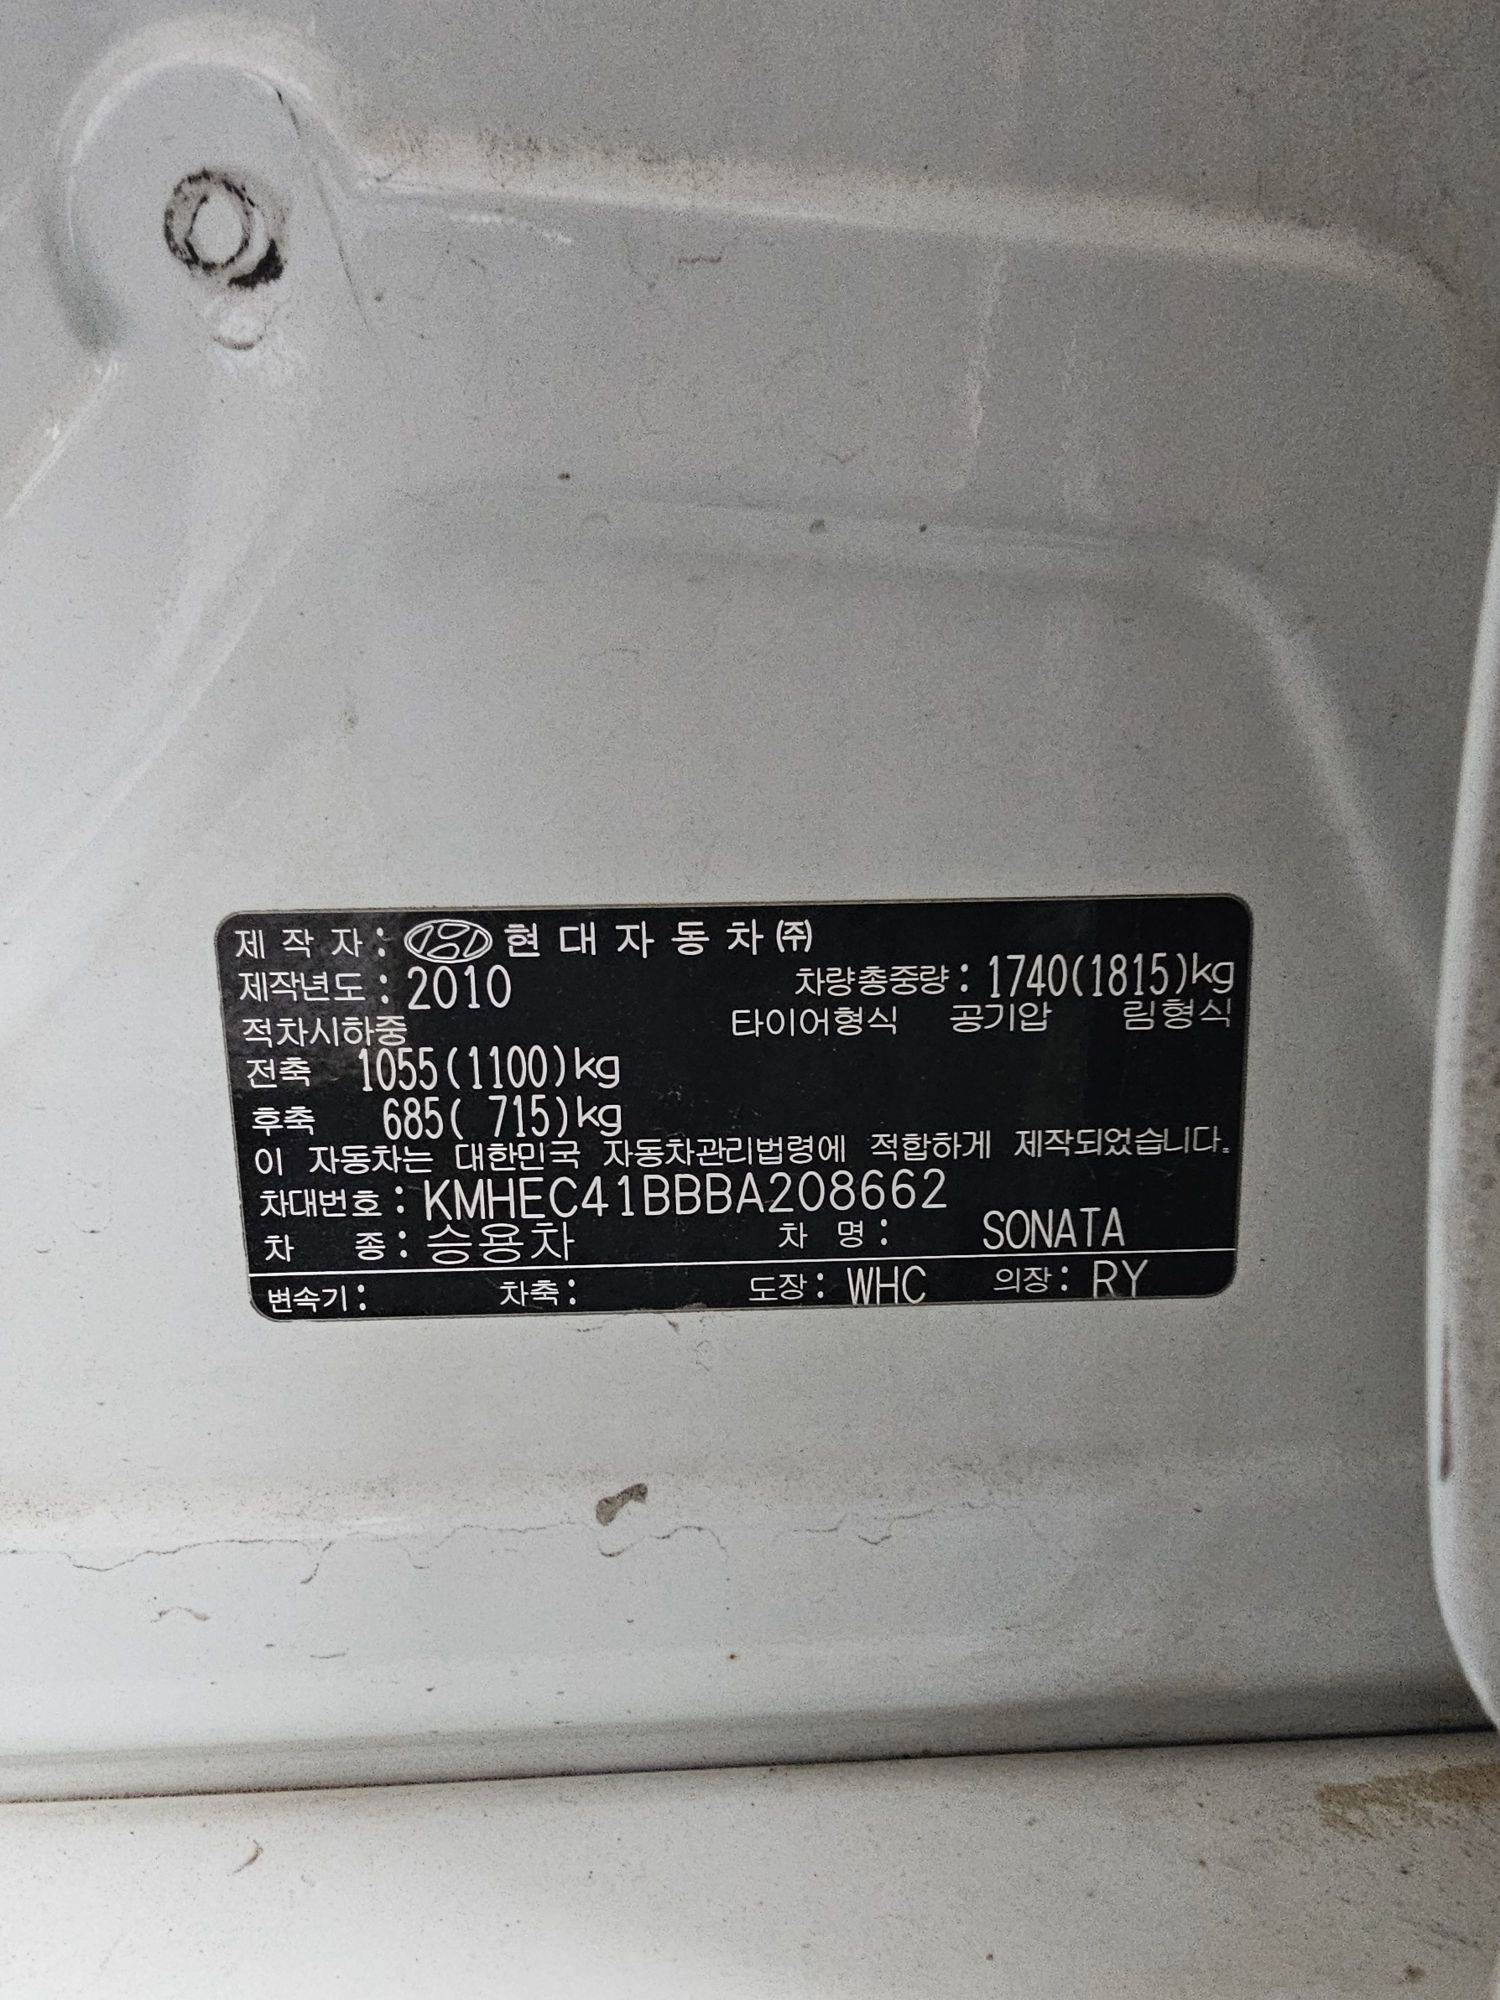 제 작 자 : 현 대 자 동 차 ㈜
제작년도 : 2010 차량총중량 : 1740(1815)kg
적차시하중 타이어형식 공기압 림형식
전축 1055(1100)kg
후축 685( 715)kg
이 자동차는 대한민국 자동차관리법령에 적합하게 제작되었습니다.
차대번호 : KMHEC41BBBA208662
차 종 : 승용차 차 명 : SONATA
변속기 : 차축 : 도장 : WHC 의장 : RY